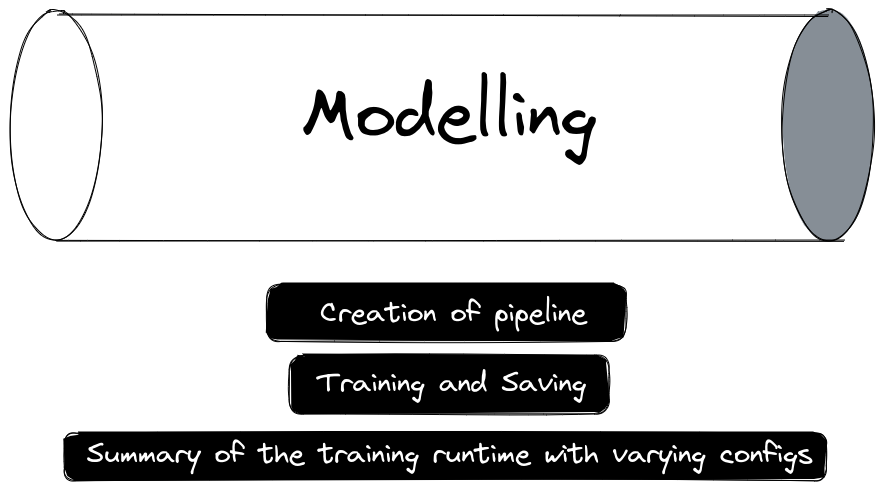 Modelling
Creation of pipeline
Training and Saving
Summary of the training runtime with varying configs